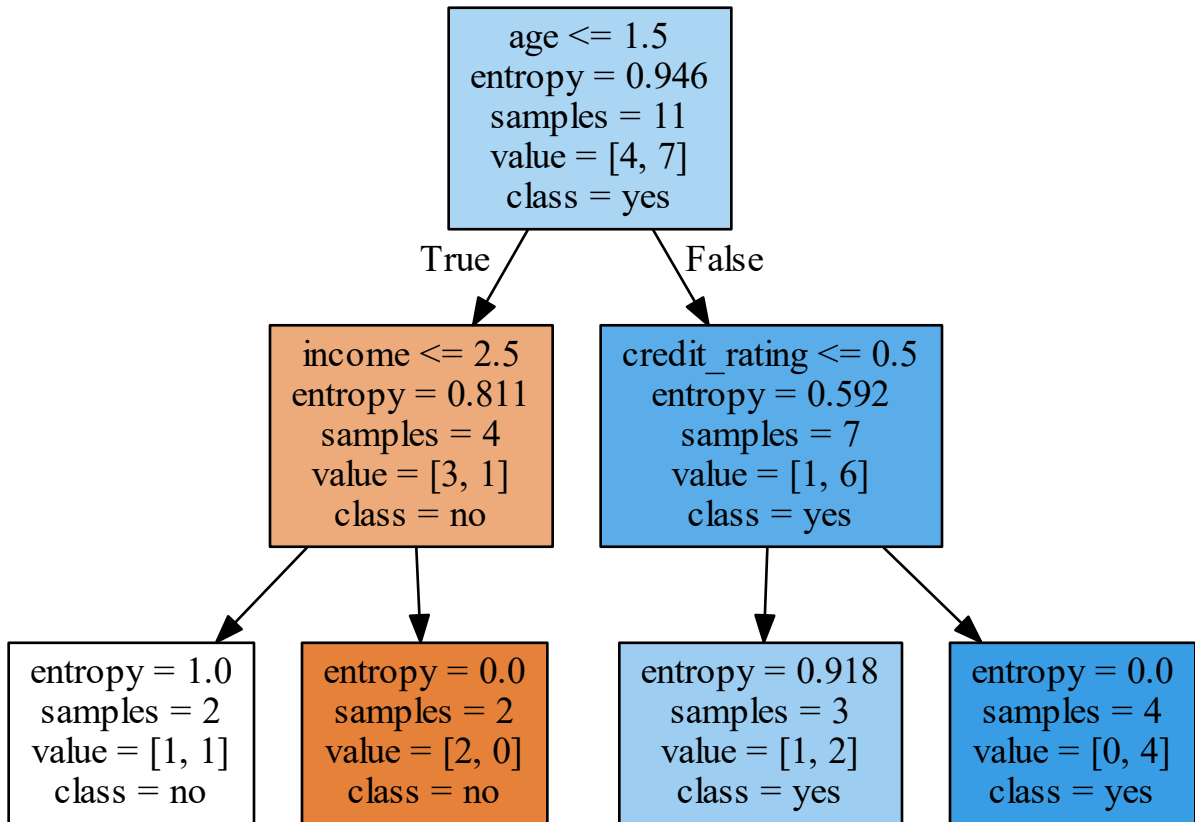 age <= 1.5
entropy = 0.946
samples = 11
value = [4, 7]
class = yes
True
False
income <= 2.5
entropy = 0.811
samples = 4
value = [3, 1]
class = no
credit_rating <= 0.5
entropy = 0.592
samples = 7
value = [1, 6]
class = yes
entropy = 1.0
samples = 2
value = [1, 1]
class = no
entropy = 0.0
samples = 2
value = [2, 0]
class = no
entropy = 0.918
samples = 3
value = [1, 2]
class = yes
entropy = 0.0
samples = 4
value = [0, 4]
class = yes